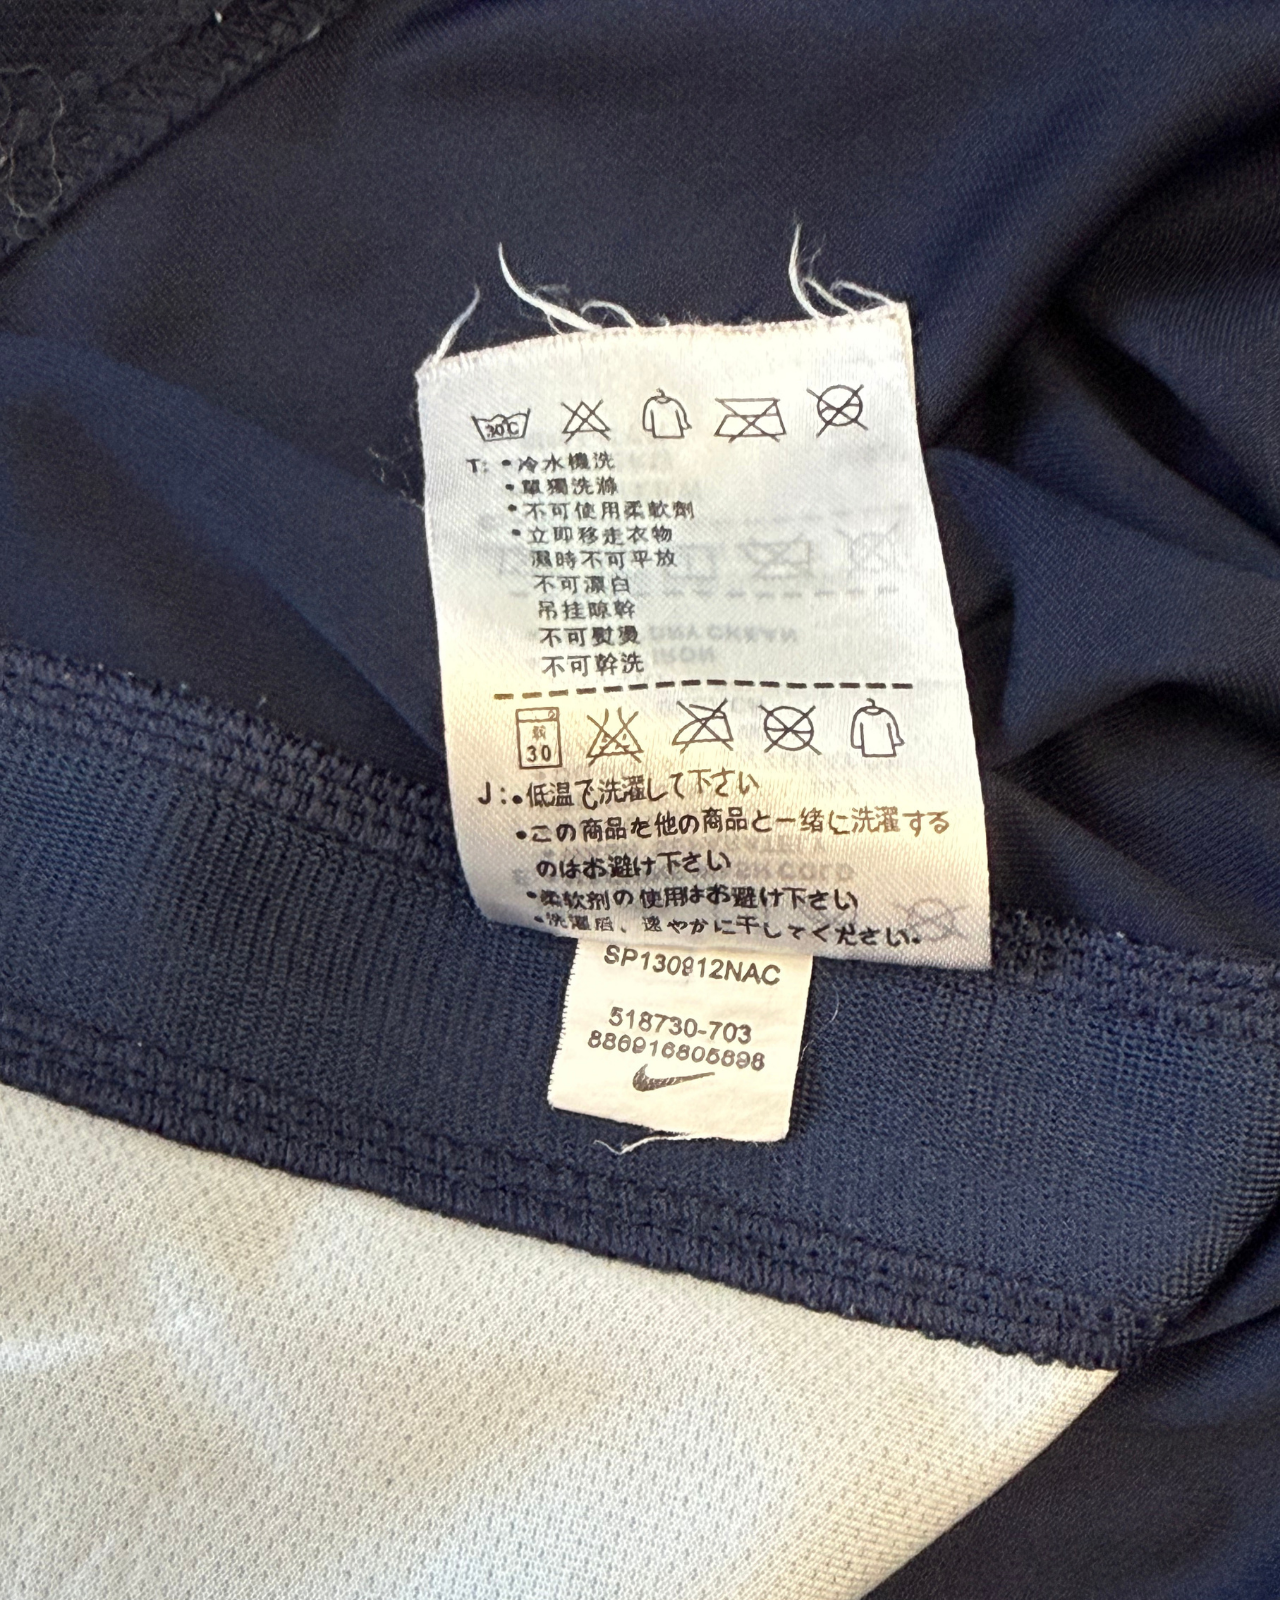 30C
T: •冷水機洗
•單獨洗滌
•不可使用柔軟劑
•立即移走衣物
濕時不可平放
不可漂白
吊挂晾幹
不可熨燙
不可幹洗
弱
30
J:•低温で洗濯して下さい
•この商品を他の商品と一緒に洗濯する
のはお避け下さい
•柔软剂の使用はお避け下さい
•洗濯后、速やかに干してください。
SP130912NAC
518730-703
886916805898